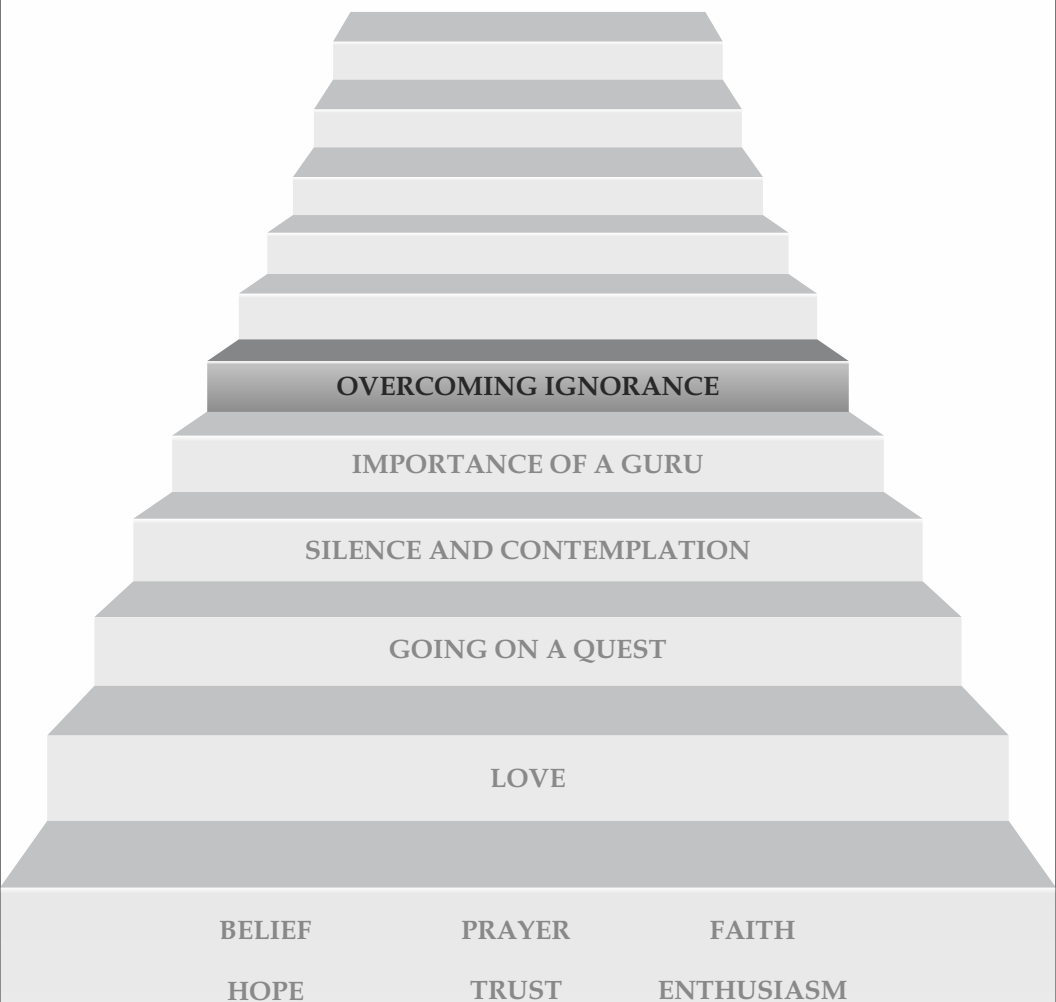 OVERCOMING IGNORANCE
IMPORTANCE OF A GURU
SILENCE AND CONTEMPLATION
GOING ON A QUEST
LOVE
BELIEF PRAYER FAITH
HOPE TRUST ENTHUSIASM